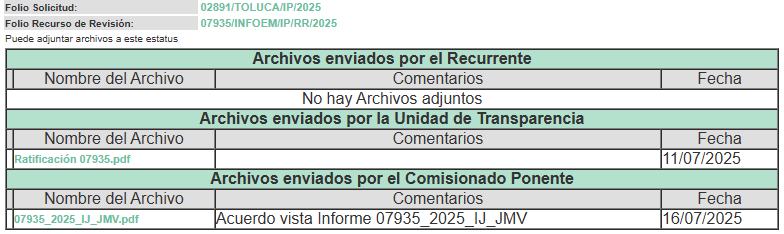 Folio Solicitud: 02891/TOLUCA/IP/2025
Folio Recurso de Revisión: 07935/INFOEM/IP/RR/2025
Puede adjuntar archivos a este estatus
Archivos enviados por el Recurrente
Nombre del Archivo Comentarios Fecha
No hay Archivos adjuntos
Archivos enviados por la Unidad de Transparencia
Nombre del Archivo Comentarios Fecha
Ratificación 07935.pdf 11/07/2025
Archivos enviados por el Comisionado Ponente
Nombre del Archivo Comentarios Fecha
07935_2025_IJ_JMV.pdf Acuerdo vista Informe 07935_2025_IJ_JMV 16/07/2025